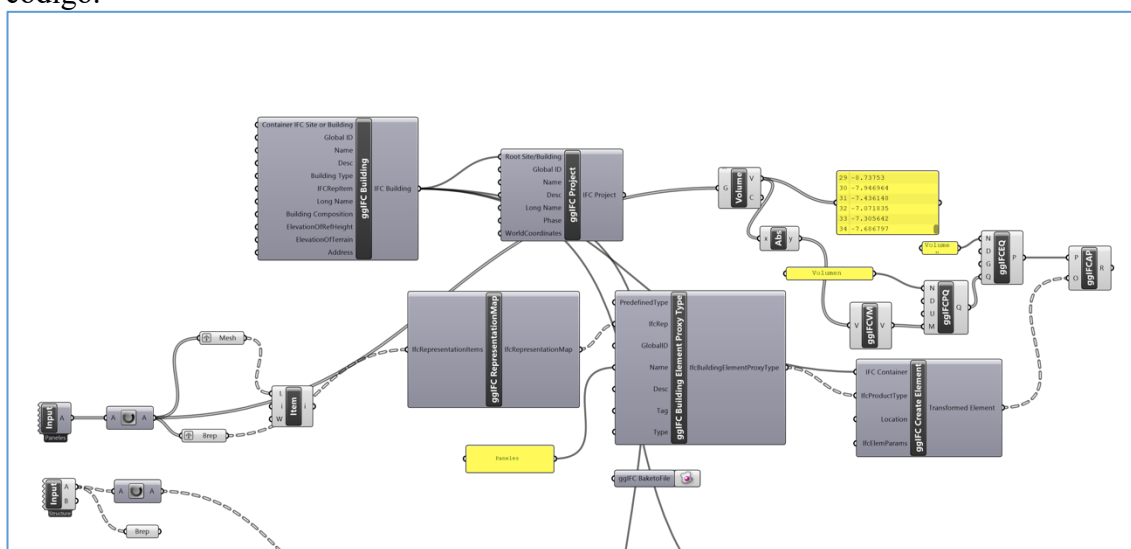 código:
Container IFC Site or Building
Global ID
Name
Desc
Building Type
IFCRepItem
Long Name
Building Composition
ElevationOfRefHeight
ElevationOfTerrain
Address
ggIFC Building
IFC Building
Root Site/Building
Global ID
Name
Desc
Long Name
Phase
WorldCoordinates
ggIFC Project
IFC Project
G
Volume
V
C
29 -8.73753
30 -7.946964
31 -7.436148
32 -7.071835
33 -7.305642
34 -7.686797
x
Abs
y
Volumen
N
D
G
Q
ggIFCEQ
P
P
O
ggIFCAP
R
Volumen
N
D
U
M
ggIFCPQ
Q
V
ggIFCVM
V
IfcRepresentationItems
ggIFC RepresentationMap
IfcRepresentationMap
PredefinedType
IfcRep
GlobalID
Name
Desc
Tag
Type
ggIFC Building Element Proxy Type
IfcBuildingElementProxyType
IFC Container
IfcProductType
Location
IfcElemParams
ggIFC Create Element
Transformed Element
Mesh
L
i
W
Item
i
Input
A
Paneles
A
A
Brep
Paneles
ggIFC BaketoFile
Input
A
B
Structure
A
A
Brep